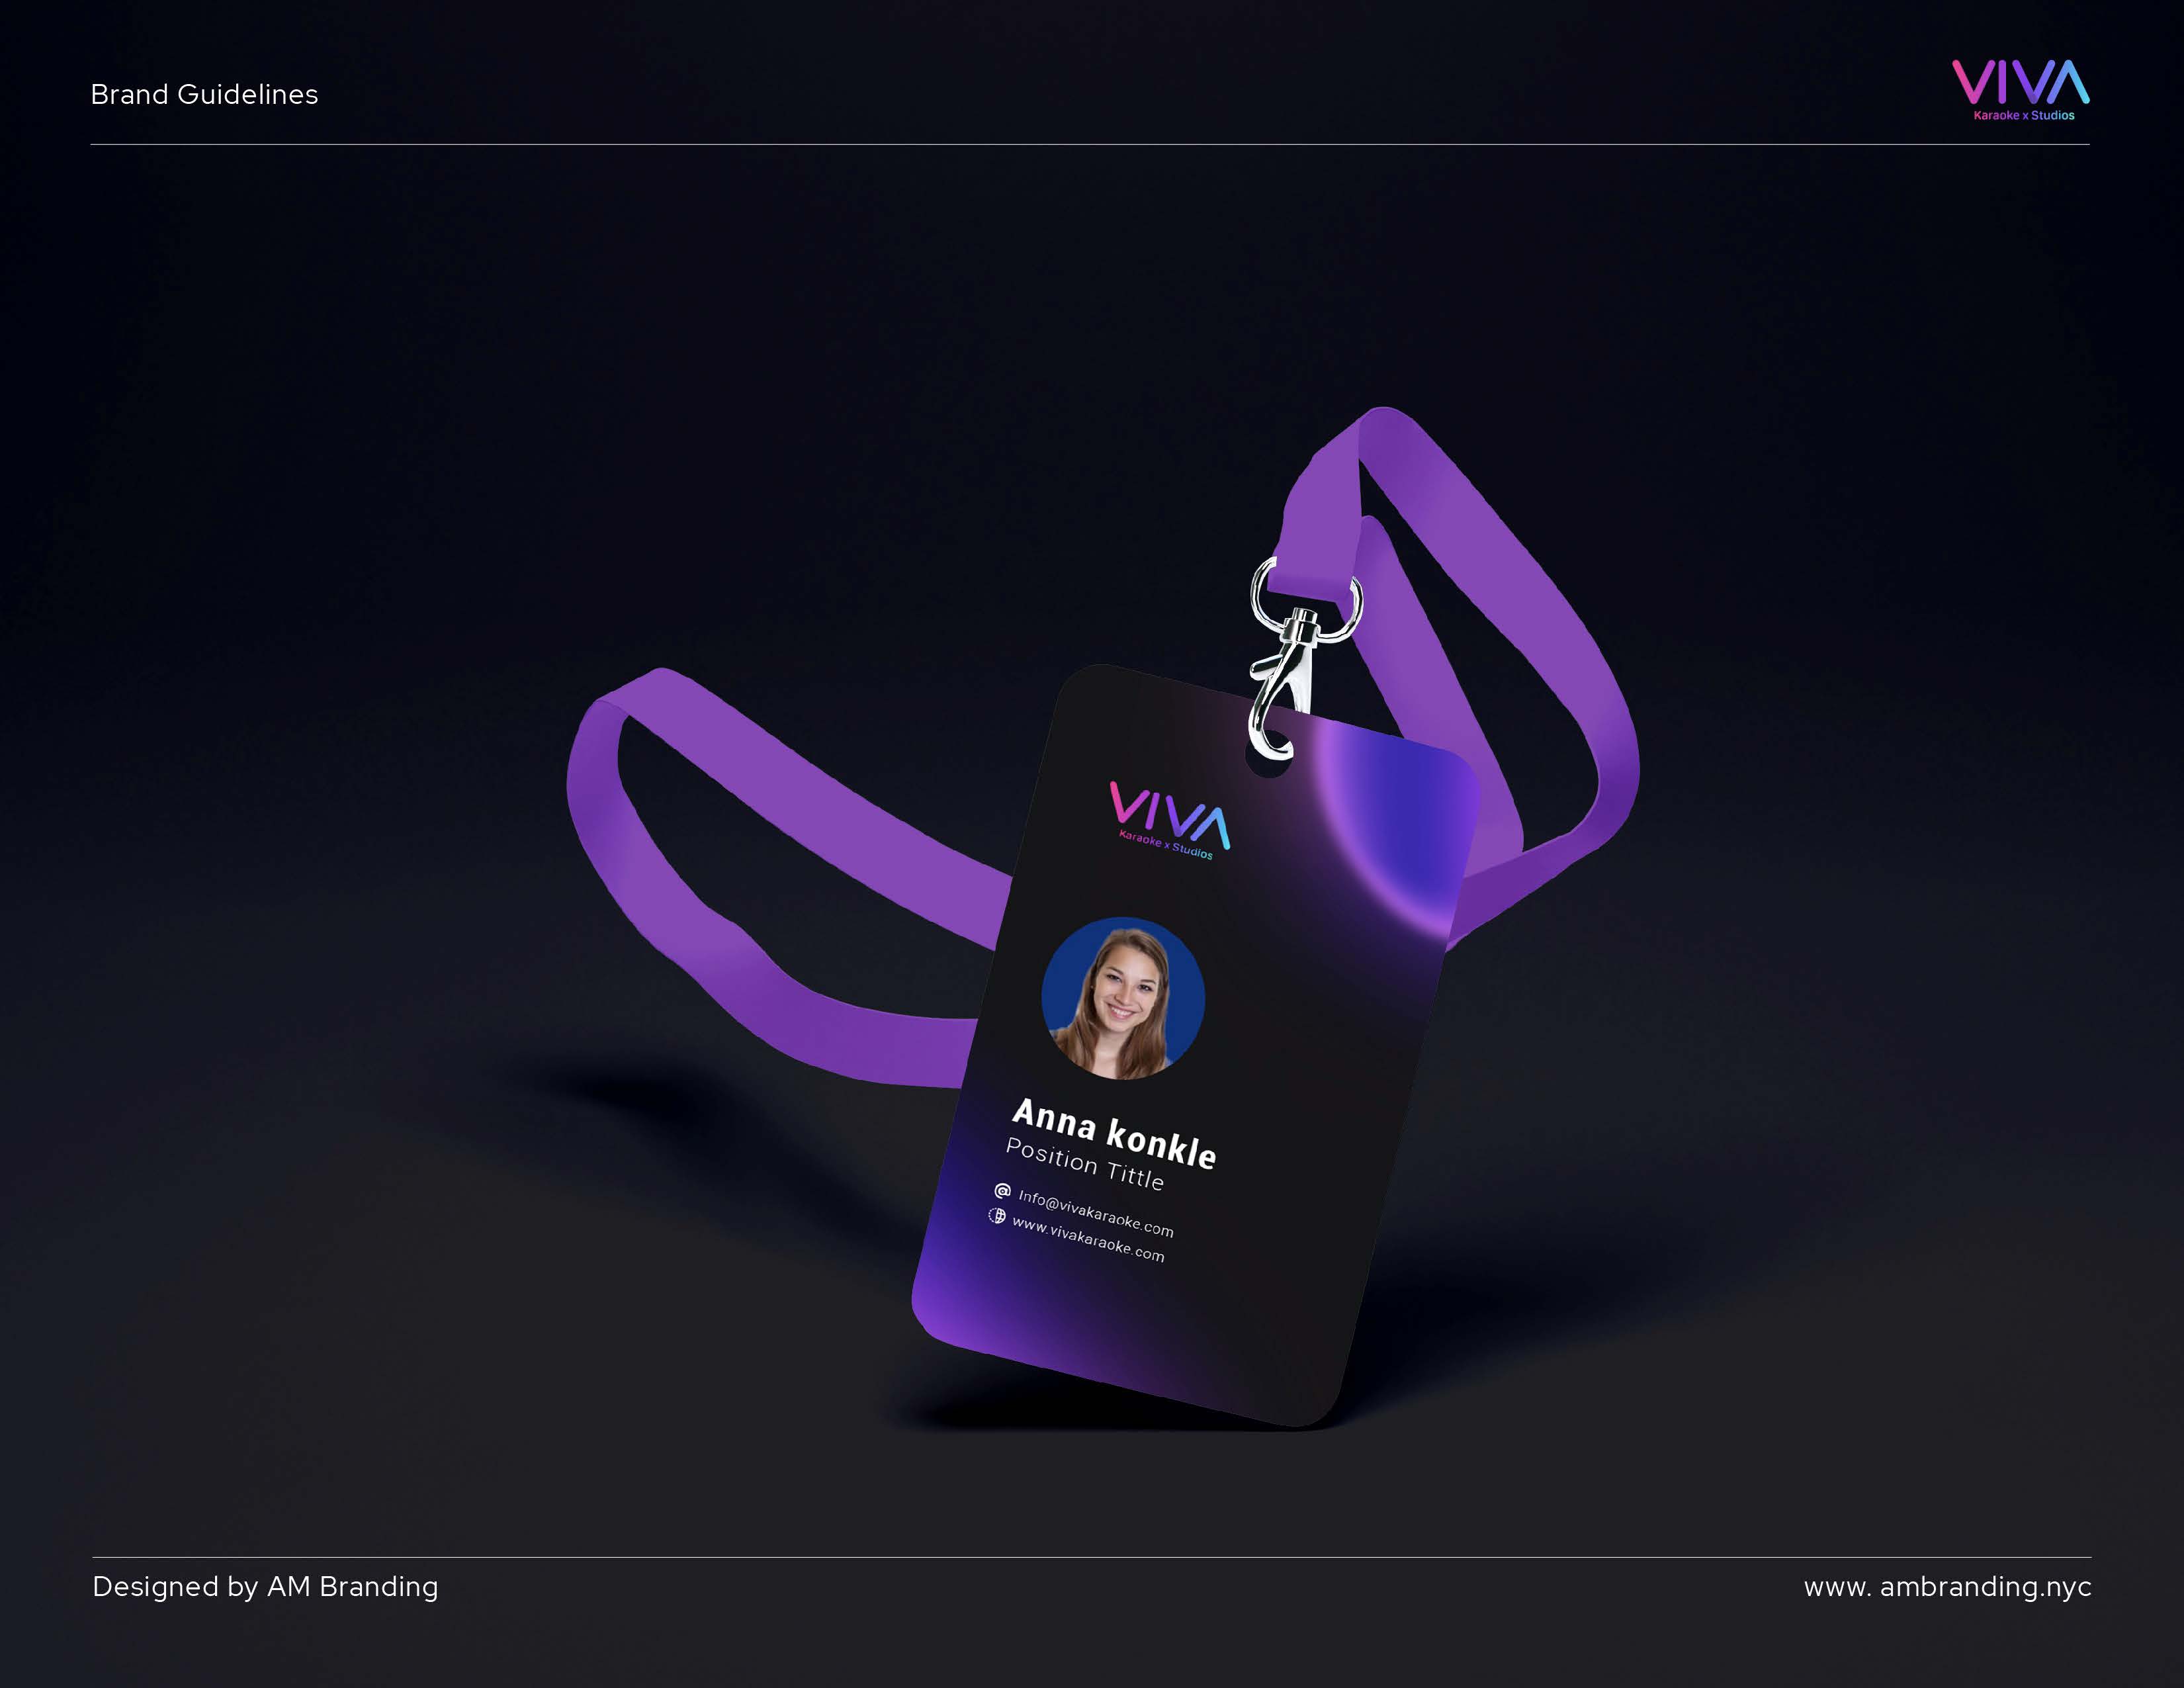 Brand Guidelines
VIVA
Karaoke x Studios
VIVA
Karaoke x Studios
Anna konkle
Position Tittle
Info@vivakaraoke.com
www.vivakaraoke.com
Designed by AM Branding
www. ambranding.nyc